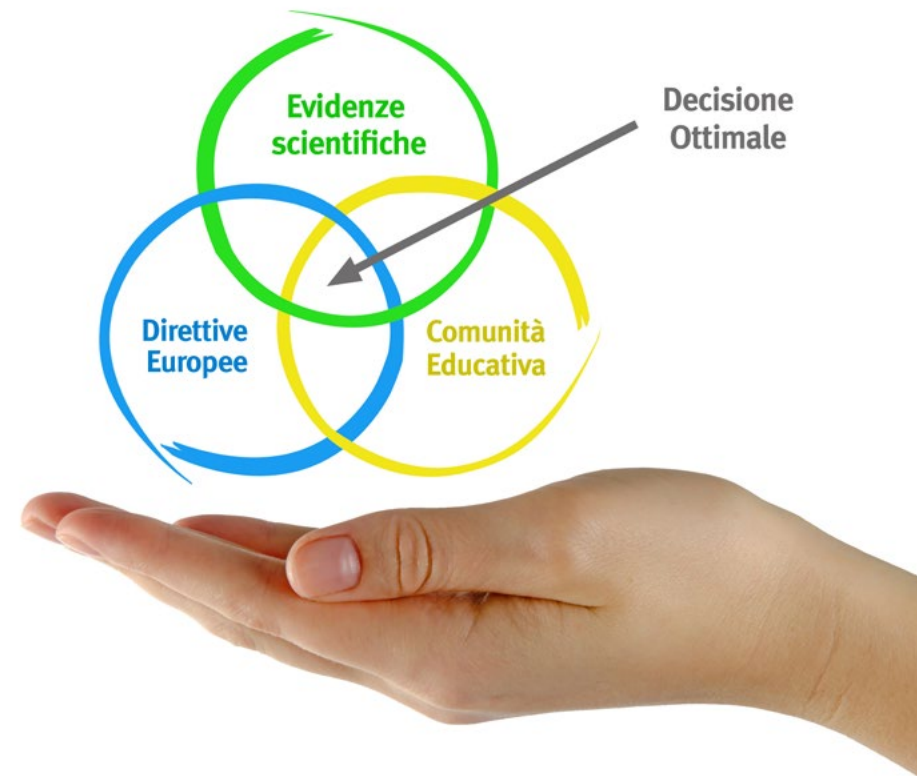 Evidenze
scientifiche
Decisione
Ottimale
Direttive
Europee
Comunità
Educativa